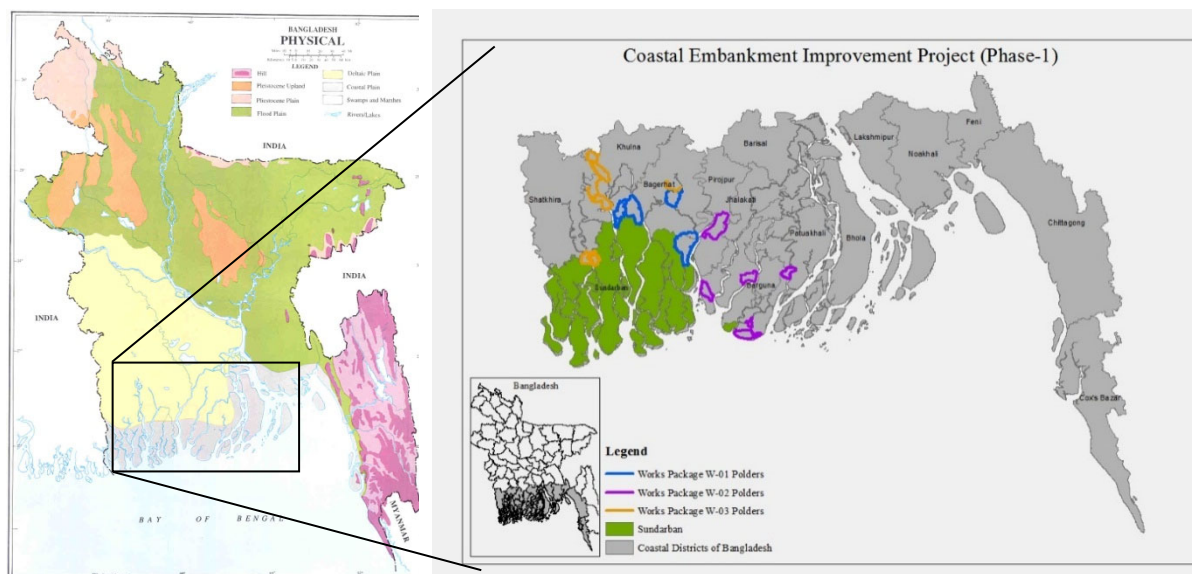 BANGLADESH
PHYSICAL
LEGEND
Hill
Pleistocene Upland
Pleistocene Plain
Flood Plain
Deltaic Plain
Coastal Plain
Swamps and Marshes
Rivers/Lakes
INDIA
INDIA
INDIA
MYANMAR
BAY OF BENGAL
Coastal Embankment Improvement Project (Phase-1)
Feni
Lakshmipur
Noakhali
Khulna
Barisal
Bagerhat
Pirojpur
Jhalakati
Shatkhira
Patuakhali
Bhola
Chittagong
Sundarban
Barguna
Cox's Bazar
Bangladesh
Legend
Works Package W-01 Polders
Works Package W-02 Polders
Works Package W-03 Polders
Sundarban
Coastal Districts of Bangladesh